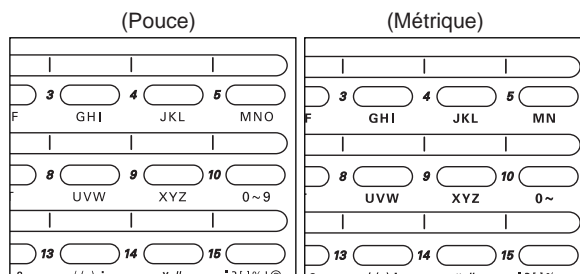 (Pouce)
(Métrique)
3 4 5
F GHI JKL MNO
8 9 10
UVW XYZ 0~9
13 14 15
3 4 5
F GHI JKL MN
8 9 10
UVW XYZ 0~
13 14 15